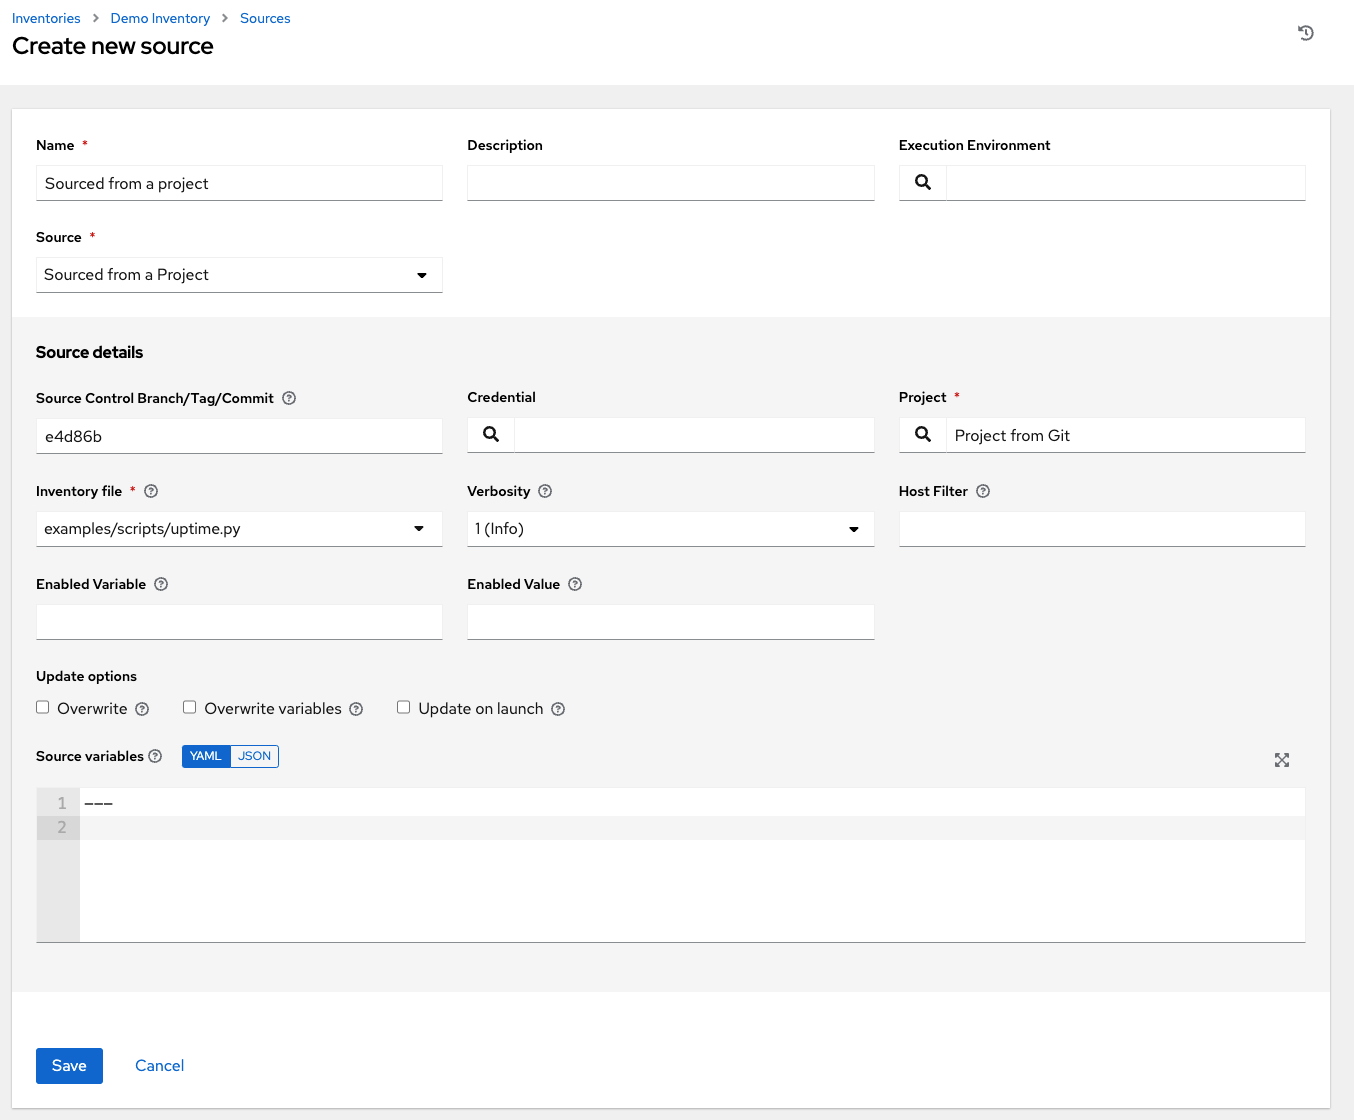 Inventories > Demo Inventory > Sources
Create new source
Name * Description Execution Environment
Sourced from a project
Source *
Sourced from a Project
Source details
Source Control Branch/Tag/Commit Credential Project *
e4d86b Project from Git
Inventory file * Verbosity Host Filter
examples/scripts/uptime.py 1 (Info)
Enabled Variable Enabled Value
Update options
Overwrite Overwrite variables Update on launch
Source variables YAML JSON
1 ---
2
Save Cancel